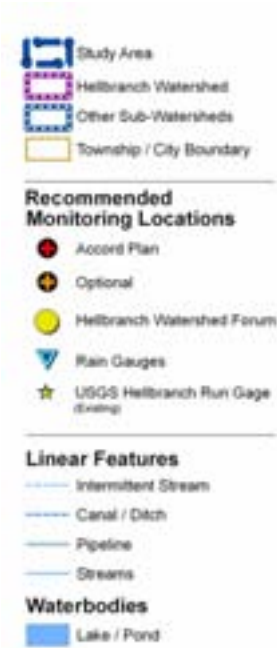 Study Area
Hellbranch Watershed
Other Sub-Watersheds
Township / City Boundary
Recommended
Monitoring Locations
Accord Plan
Optional
Hellbranch Watershed Forum
Rain Gauges
USGS Hellbranch Run Gage
(Existing)
Linear Features
Intermittent Stream
Canal / Ditch
Pipeline
Streams
Waterbodies
Lake / Pond